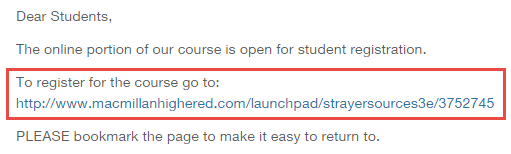 Dear Students,
The online portion of our course is open for student registration.
To register for the course go to:
http://www.macmillanhighered.com/launchpad/strayersources3e/3752745
PLEASE bookmark the page to make it easy to return to.